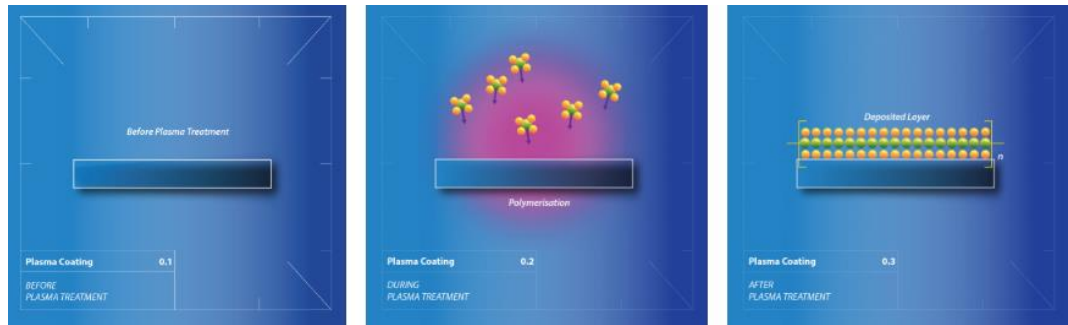 Before Plasma Treatment
Plasma Coating 0.1
BEFORE
PLASMA TREATMENT
Polymerisation
Plasma Coating 0.2
DURING
PLASMA TREATMENT
Deposited Layer
n
Plasma Coating 0.3
AFTER
PLASMA TREATMENT